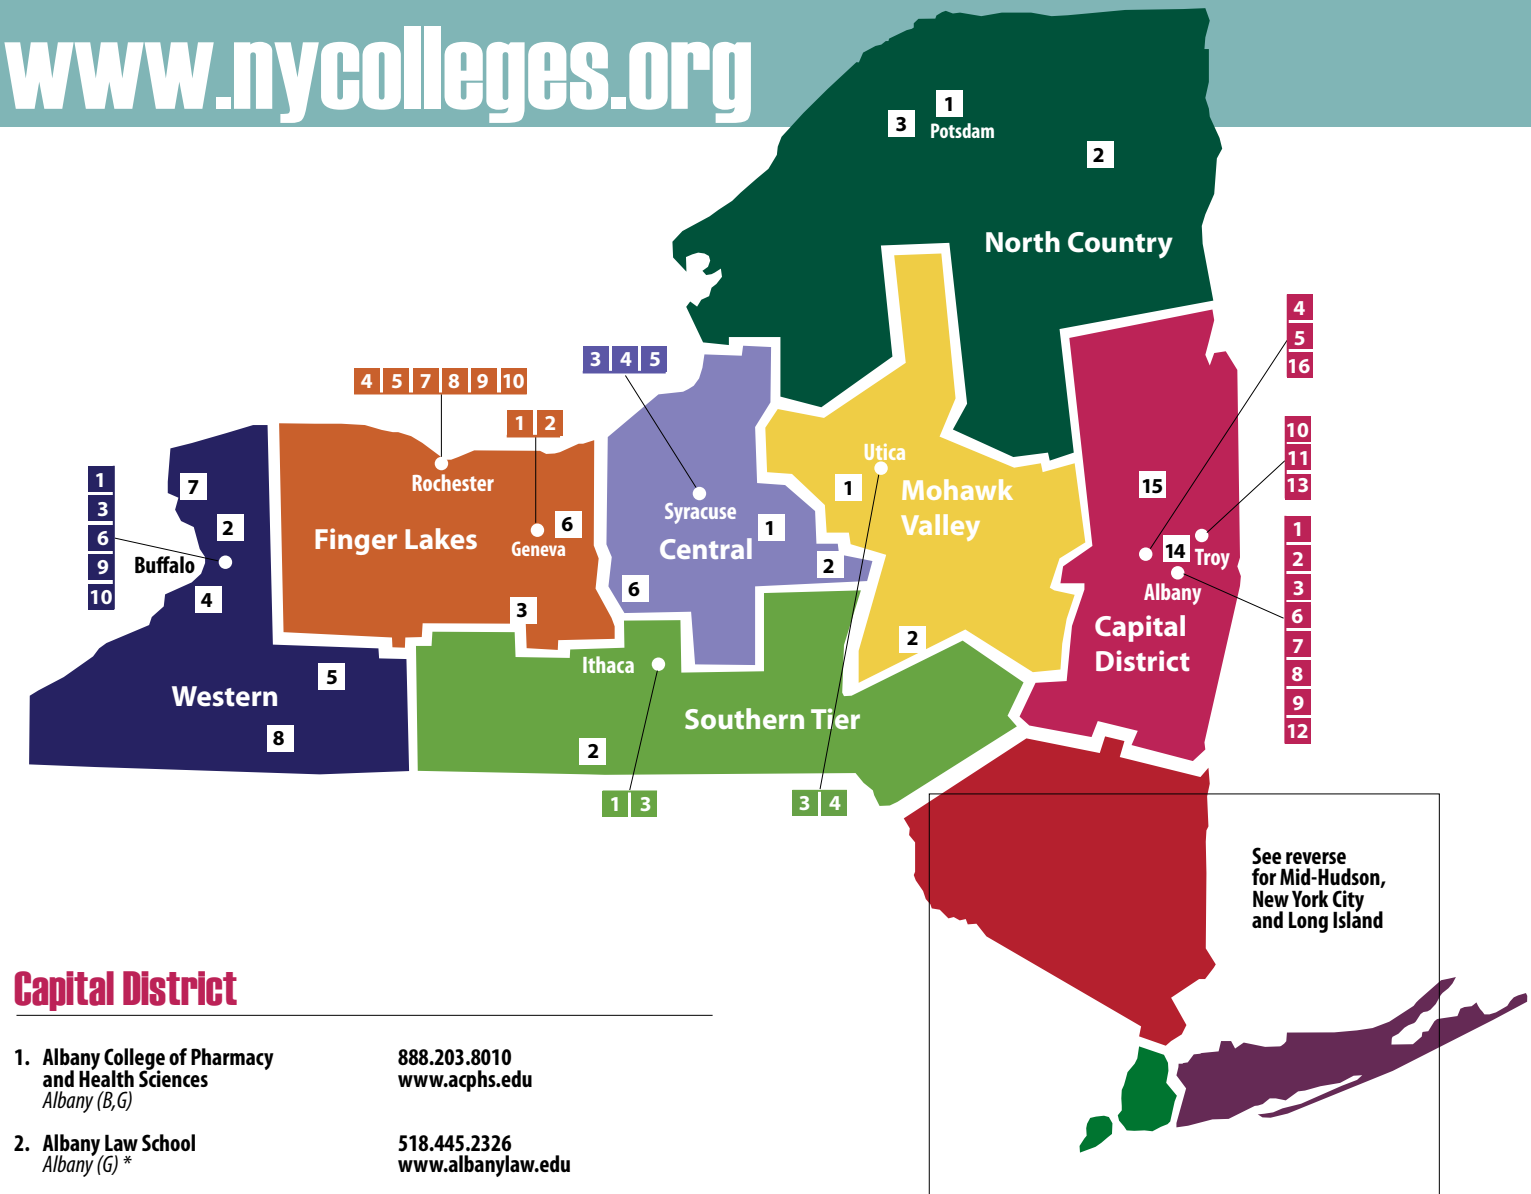 www.nycolleges.org
1
3
Potsdam
2
North Country
4
5
16
3 4 5
4 5 7 8 9 10
1 2
10
11
13
Utica
Rochester
1
3
6
9
10
7
2
Buffalo
4
Finger Lakes
6
Geneva
3
Syracuse
1
Central
2
6
1
Mohawk
Valley
2
15
14
Troy
Albany
Capital
District
1
2
3
6
7
8
9
12
5
Western
8
Ithaca
Southern Tier
2
1 3
3 4
See reverse
for Mid-Hudson,
New York City
and Long Island
Capital District
1. Albany College of Pharmacy 888.203.8010
and Health Sciences www.acphs.edu
Albany (B,G)
2. Albany Law School 518.445.2326
Albany (G) * www.albanylaw.edu